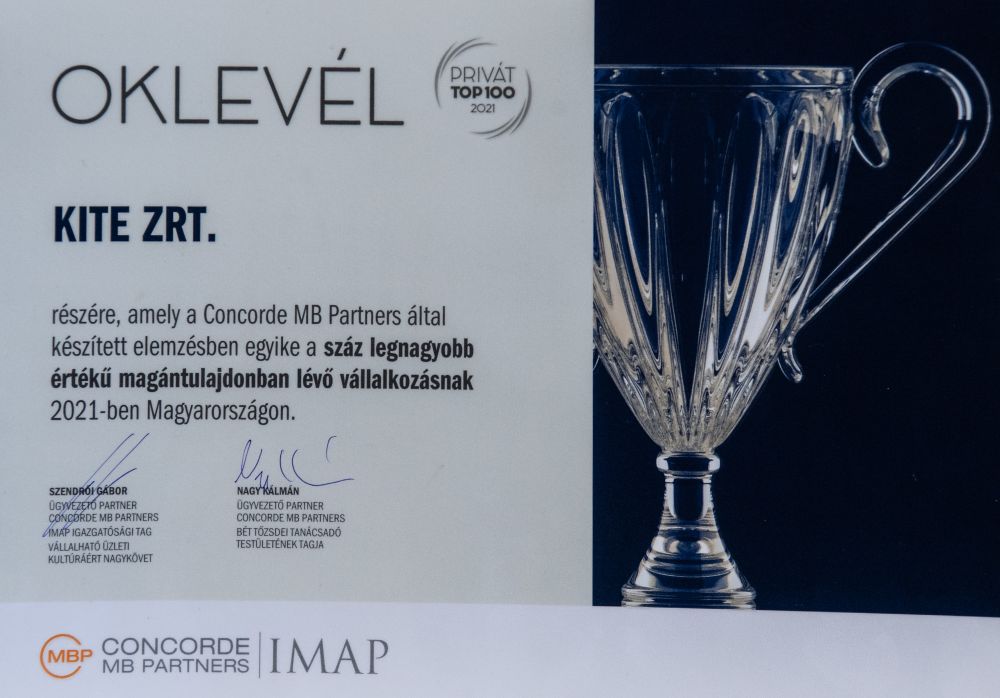 OKLEVÉL
PRIVÁT
TOP100
2021
KITE ZRT.
részére, amely a Concorde MB Partners által
készített elemzésben egyike a száz legnagyobb
értékű magántulajdonban lévő vállalkozásnak
2021-ben Magyarországon.
SZENDRŐI GÁBOR
ÜGYVEZETŐ PARTNER
CONCORDE MB PARTNERS
IMAP IGAZGATÓSÁGI TAG
VÁLLALHATÓ ÜZLETI
KULTÚRÁÉRT NAGYKÖVET
NAGY KÁLMÁN
ÜGYVEZETŐ PARTNER
CONCORDE MB PARTNERS
BÉT TŐZSDEI TANÁCSADÓ
TESTÜLETÉNEK TAGJA
MBP
CONCORDE
MB PARTNERS
IMAP